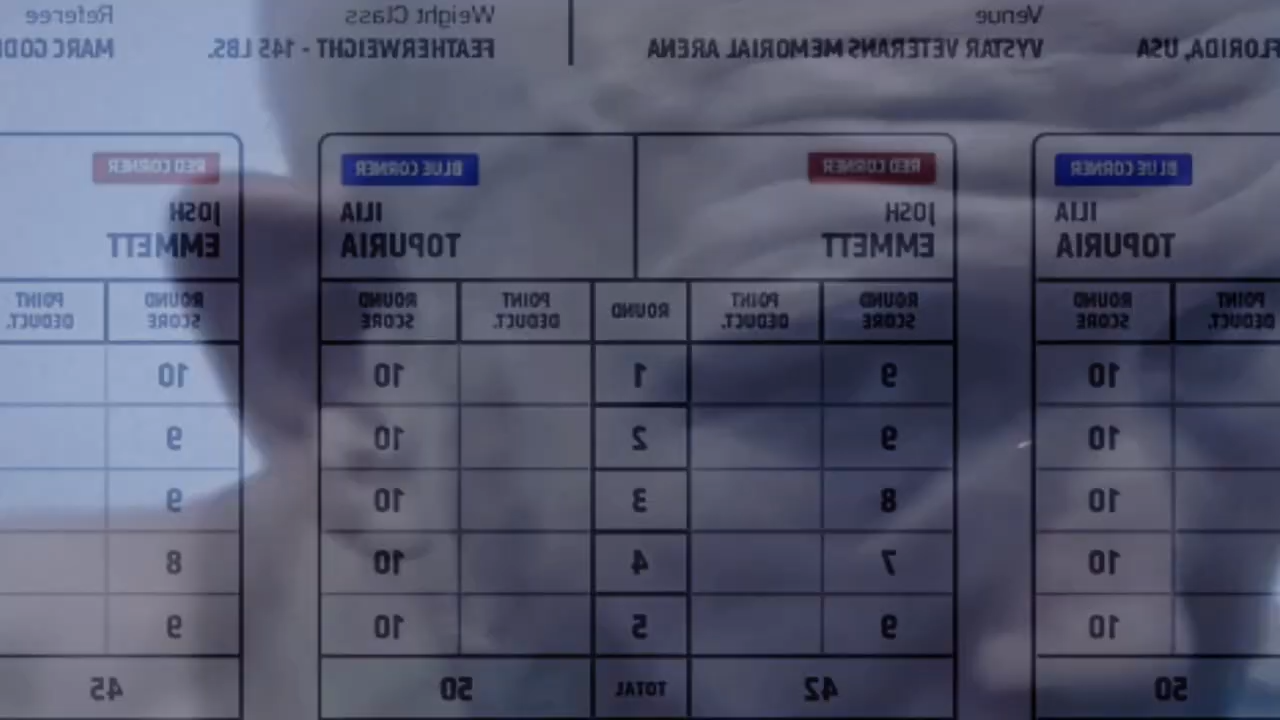 Venue Weight Class Referee
FLORIDA, USA VYSTAR VETERANS MEMORIAL ARENA FEATHERWEIGHT - 145 LBS. MARC
BLUE CORNER RED CORNER BLUE CORNER RED CORNER
ILIA JOSH ILIA JOSH
TOPURIA EMMETT TOPURIA EMMETT
POINT ROUND ROUND POINT ROUND POINT ROUND ROUND POINT
DEDUCT. SCORE SCORE DEDUCT. DEDUCT. SCORE SCORE DEDUCT.
10 9 1 10 10
10 9 2 10 9
10 8 3 10 9
10 7 4 10 8
10 9 5 10 9
50 42 TOTAL 50 45